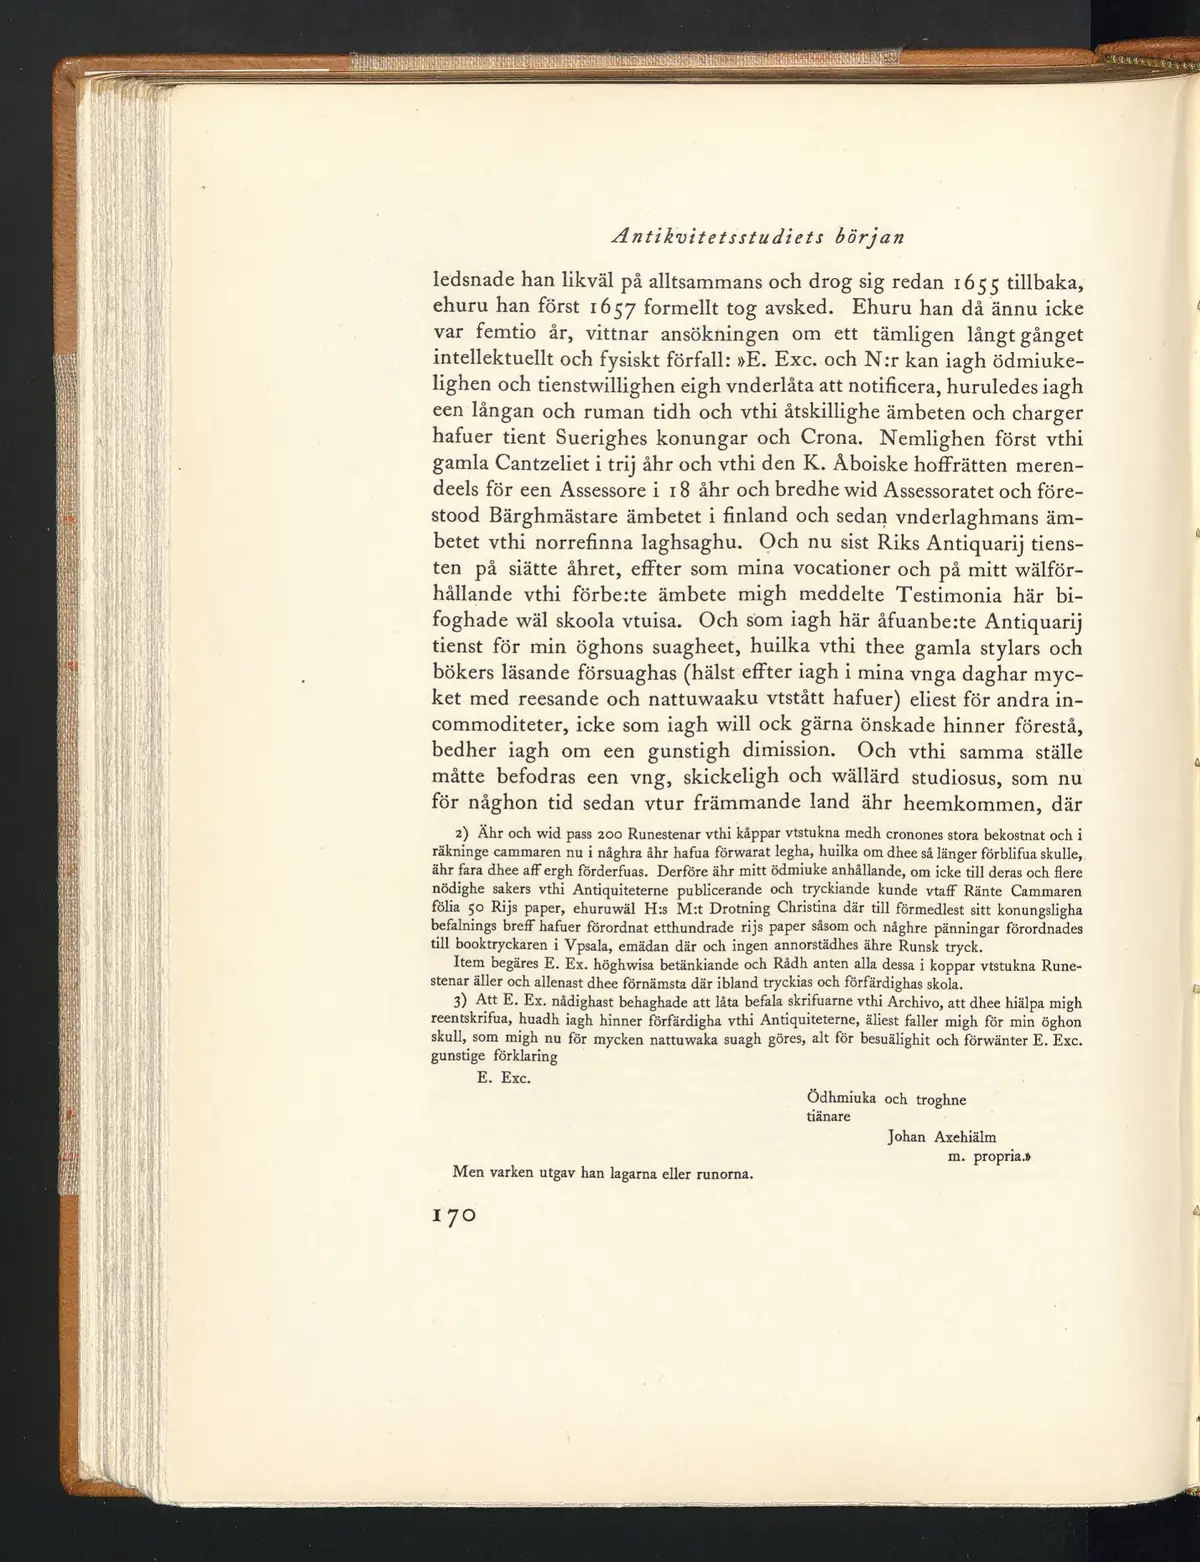 Antikvitetsstudiets början
ledsnade han likväl på alltsammans och drog sig redan 1655 tillbaka,
ehuru han först 1657 formellt tog avsked. Ehuru han då ännu icke
var femtio år, vittnar ansökningen om ett tämligen långt gånget
intellektuellt och fysiskt förfall: »E. Exc. och N:r kan iagh ödmiuke-
lighen och tienstwillighen eigh vnderlåta att notificera, huruledes iagh
een långan och ruman tidh och vthi åtskillighe ämbeten och charger
hafuer tient Suerighes konungar och Crona. Nemlighen först vthi
gamla Cantzeliet i trij åhr och vthi den K. Åboiske hoffrätten meren-
deels för een Assessore i 18 åhr och bredhe wid Assessoratet och före-
stood Bärghmästare ämbetet i finland och sedan vnderlaghmans äm-
betet vthi norrefinna laghsaghu. Och nu sist Riks Antiquarij tiens-
ten på siätte åhret, effter som mina vocationer och på mitt wälför-
hållande vthi förbe:te ämbete migh meddelte Testimonia här bi-
foghade wäl skoola vtuisa. Och som iagh här åfuanbe:te Antiquarij
tienst för min öghons suagheet, huilka vthi thee gamla stylars och
bökers läsande försuaghas (hälst effter iagh i mina vnga daghar myc-
ket med reesande och nattuwaaku vtstått hafuer) eliest för andra in-
commoditeter, icke som iagh will ock gärna önskade hinner förestå,
bedher iagh om een gunstigh dimission. Och vthi samma ställe
måtte befodras een vng, skickeligh och wällärd studiosus, som nu
för någhon tid sedan vtur främmande land ähr heemkommen, där
2) Ähr och wid pass 200 Runestenar vthi kåppar vtstukna medh cronones stora bekostnat och i
räkninge cammaren nu i någhra åhr hafua förwarat legha, huilka om dhee så länger förblifua skulle,
ähr fara dhee aff ergh förderfuas. Derföre ähr mitt ödmiuke anhållande, om icke till deras och flere
nödighe sakers vthi Antiquiteterne publicerande och tryckiande kunde vtaff Ränte Cammaren
fölia 50 Rijs paper, ehuruwäl H:s M:t Drotning Christina där till förmedlest sitt konungsligha
befalnings breff hafuer förordnat etthundrade rijs paper såsom och någhre pänningar förordnades
till booktryckaren i Vpsala, emädan där och ingen annorstädhes ähre Runsk tryck.
Item begäres E. Ex. höghwisa betänkiande och Rådh anten alla dessa i koppar vtstukna Rune-
stenar äller och allenast dhee förnämsta där ibland tryckias och förfärdighas skola.
3) Att E. Ex. nådighast behaghade att låta befala skrifuarne vthi Archivo, att dhee hiälpa migh
reentskrifua, huadh iagh hinner förfärdigha vthi Antiquiteterne, äliest faller migh för min öghon
skull, som migh nu för mycken nattuwaka suagh göres, alt för besuälighit och förwänter E. Exc.
gunstige förklaring
E. Exc.
Ödhmiuka och troghne
tiänare
Johan Axehiälm
m. propria.»
Men varken utgav han lagarna eller runorna.
170